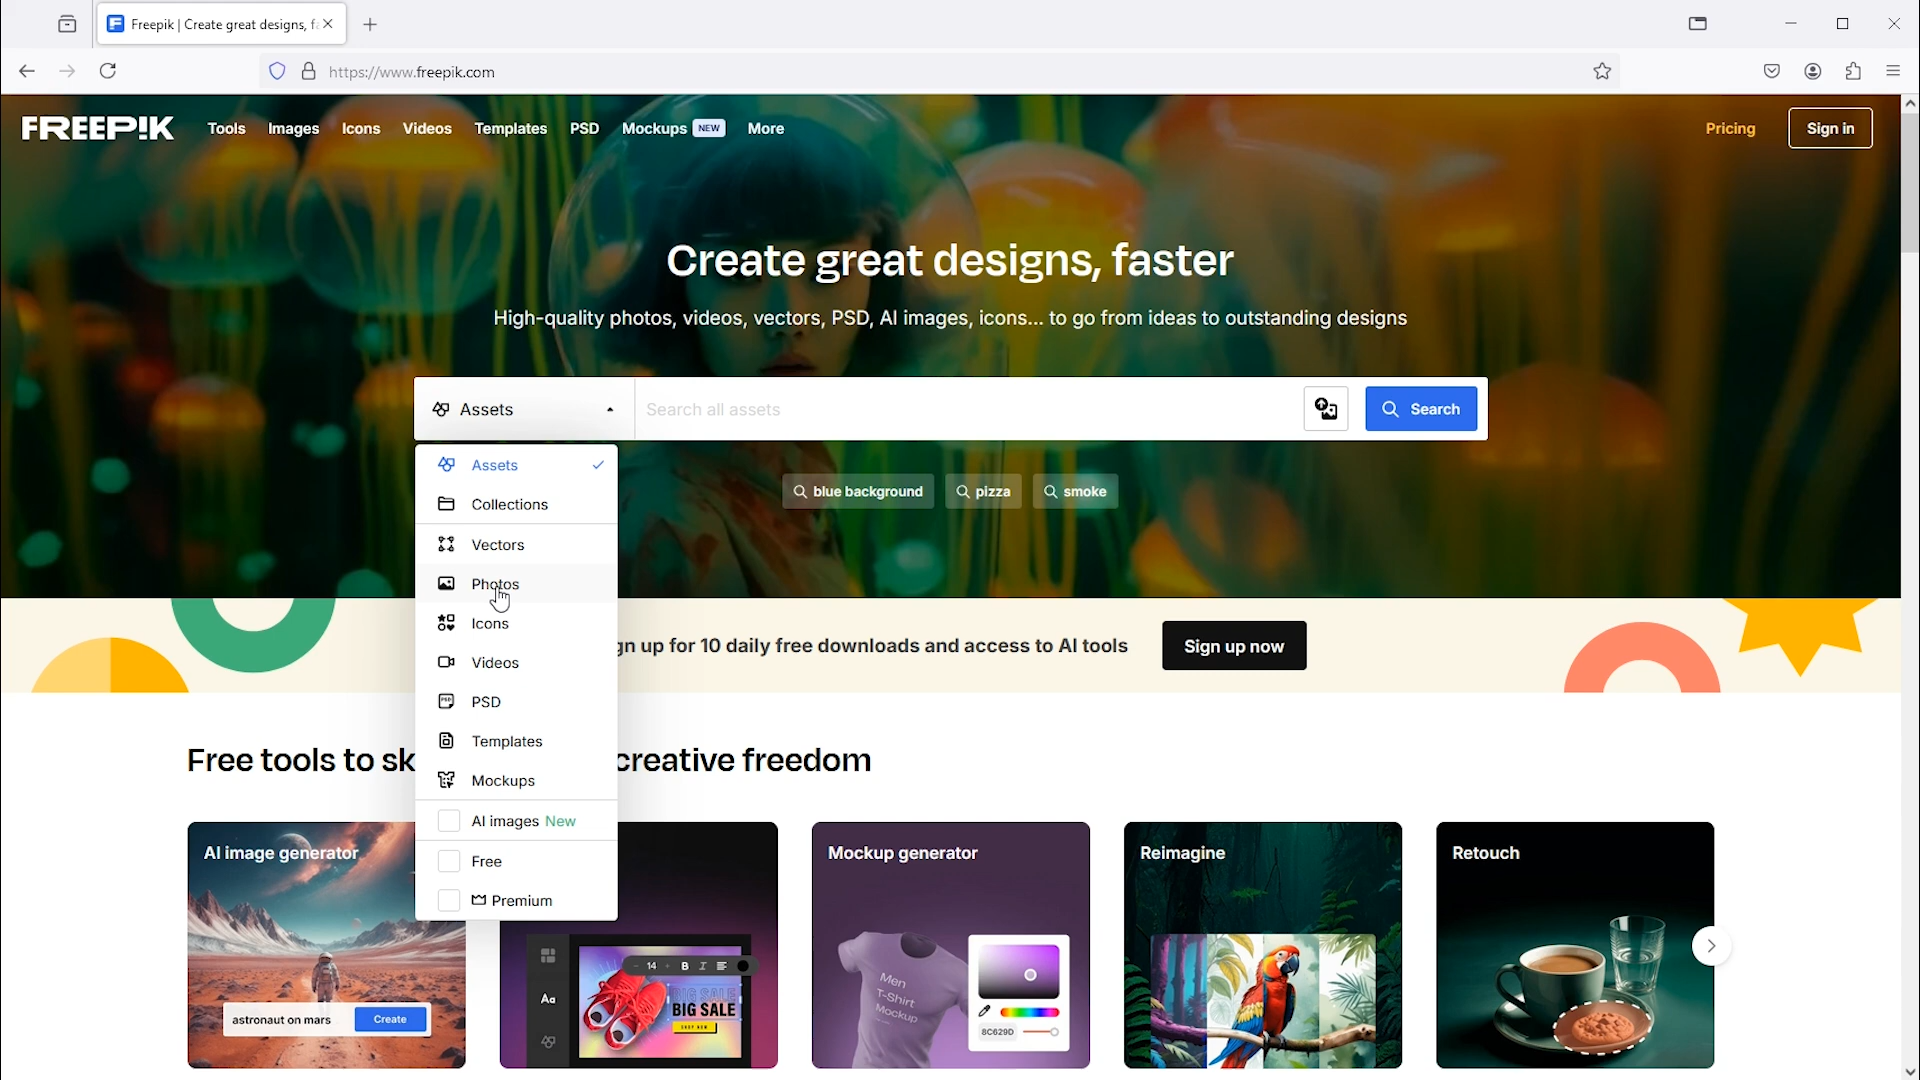 Freepik | Create great designs, f
https://www.freepik.com
FREEP!K Tools Images Icons Videos Templates PSD Mockups NEW More Pricing Sign in
Create great designs, faster
High-quality photos, videos, vectors, PSD, AI images, icons... to go from ideas to outstanding designs
Assets Search all assets Search
blue background pizza smoke
Assets
Collections
Vectors
Photos
Icons
Videos
PSD
Templates
Mockups
AI images New
Free
Premium
gn up for 10 daily free downloads and access to AI tools Sign up now
Free tools to sk creative freedom
AI image generator
astronaut on mars Create
14 B I
Aa
BIG SALE
BIG SALE
SHOP NOW
Mockup generator
Men
T-Shirt
Mockup
8C629D
Reimagine
Retouch